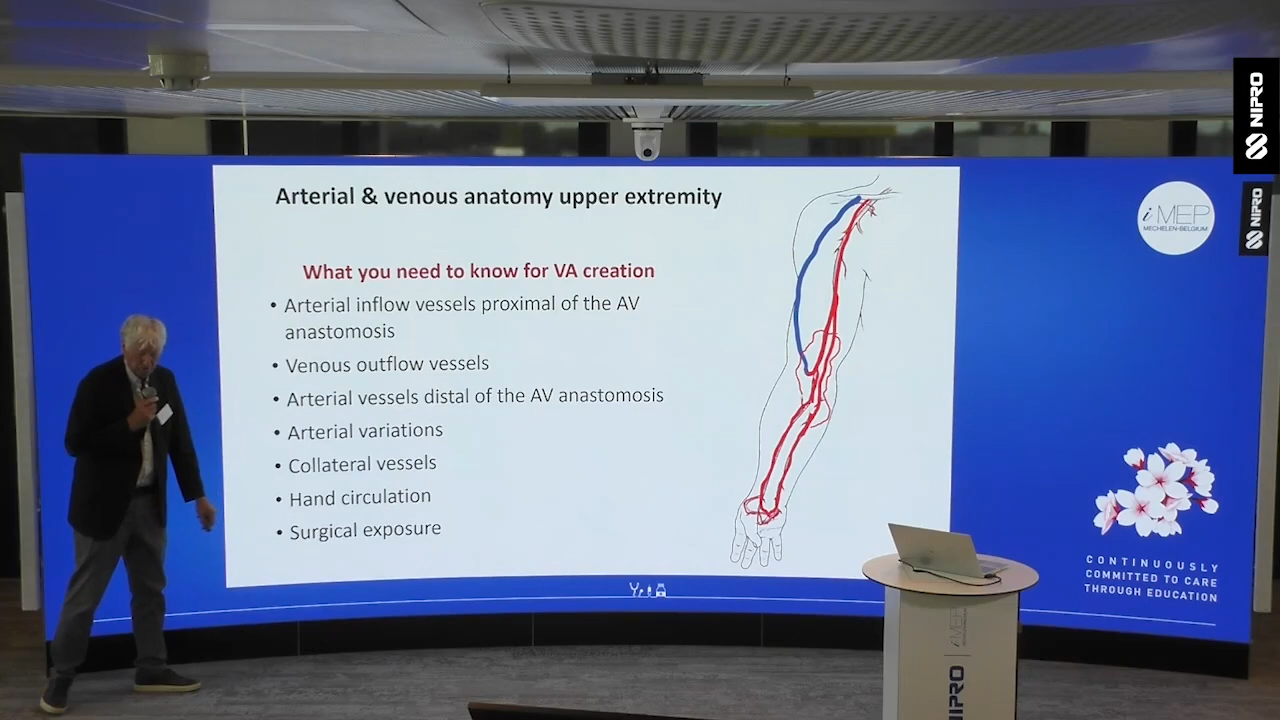 Arterial & venous anatomy upper extremity
What you need to know for VA creation
• Arterial inflow vessels proximal of the AV
anastomosis
• Venous outflow vessels
• Arterial vessels distal of the AV anastomosis
• Arterial variations
• Collateral vessels
• Hand circulation
• Surgical exposure
NIPRO
NIPRO
iMEP
MECHELEN-BELGIUM
CONTINUOUSLY
COMMITTED TO CARE
THROUGH EDUCATION
iMEP
NIPRO